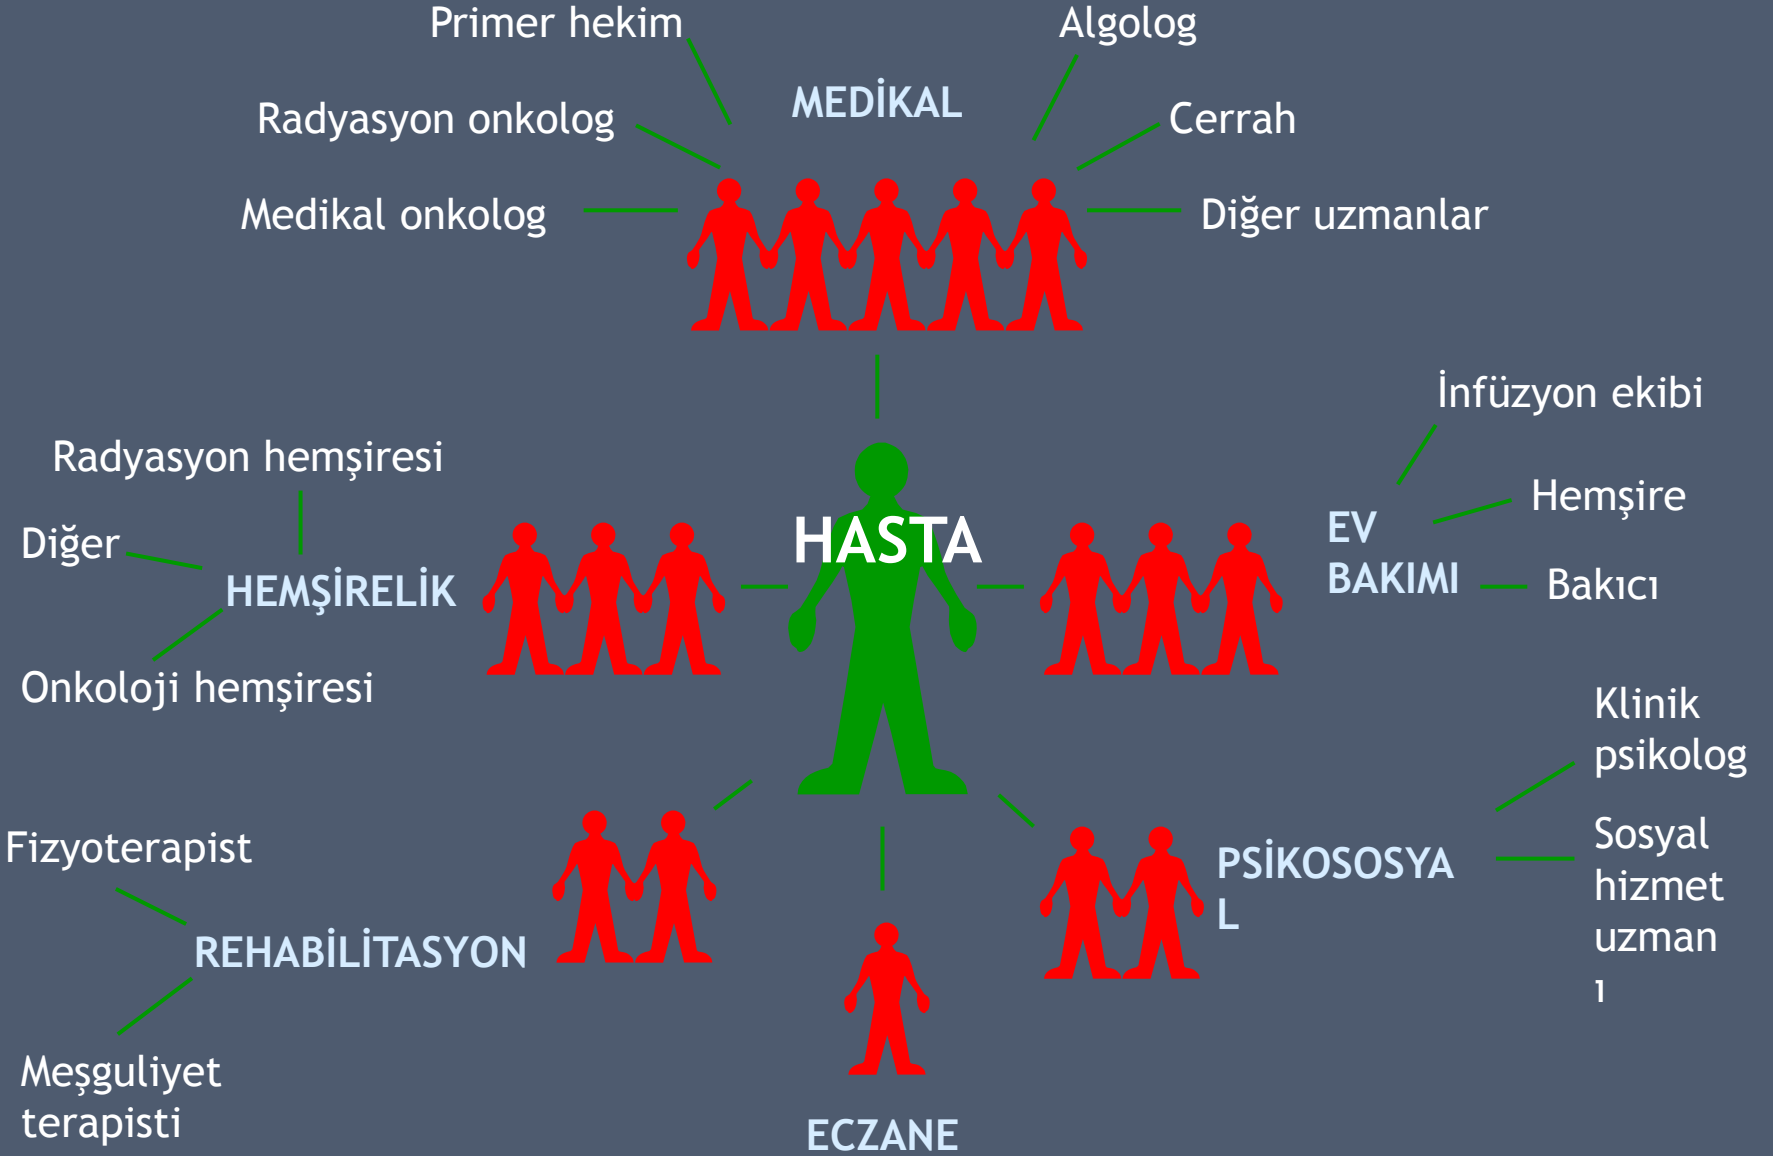 Primer hekim
Algolog
MEDİKAL
Radyasyon onkolog
Cerrah
Medikal onkolog
Diğer uzmanlar
İnfüzyon ekibi
Radyasyon hemşiresi
Hemşire
HASTA
EV
BAKIMI
Diğer
HEMŞİRELİK
Bakıcı
Onkoloji hemşiresi
Klinik
psikolog
Fizyoterapist
PSİKOSOSYA
L
Sosyal
hizmet
uzman
ı
REHABİLİTASYON
Meşguliyet
terapisti
ECZANE